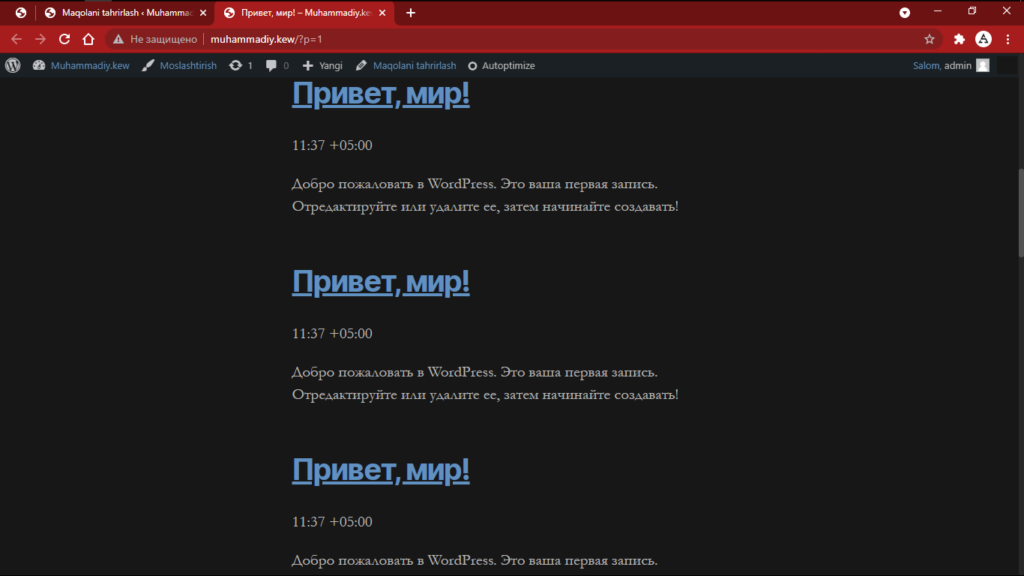 Maqolani tahrirlash ‹ Muhammad
Привет, мир! – Muhammadiy.ke
Не защищено
muhammadiy.kew/?p=1
Muhammadiy.kew Moslashtirish 1 0 Yangi Maqolani tahrirlash Autoptimize Salom, admin
Привет, мир!
11:37 +05:00
Добро пожаловать в WordPress. Это ваша первая запись.
Отредактируйте или удалите ее, затем начинайте создавать!
Привет, мир!
11:37 +05:00
Добро пожаловать в WordPress. Это ваша первая запись.
Отредактируйте или удалите ее, затем начинайте создавать!
Привет, мир!
11:37 +05:00
Добро пожаловать в WordPress. Это ваша первая запись.